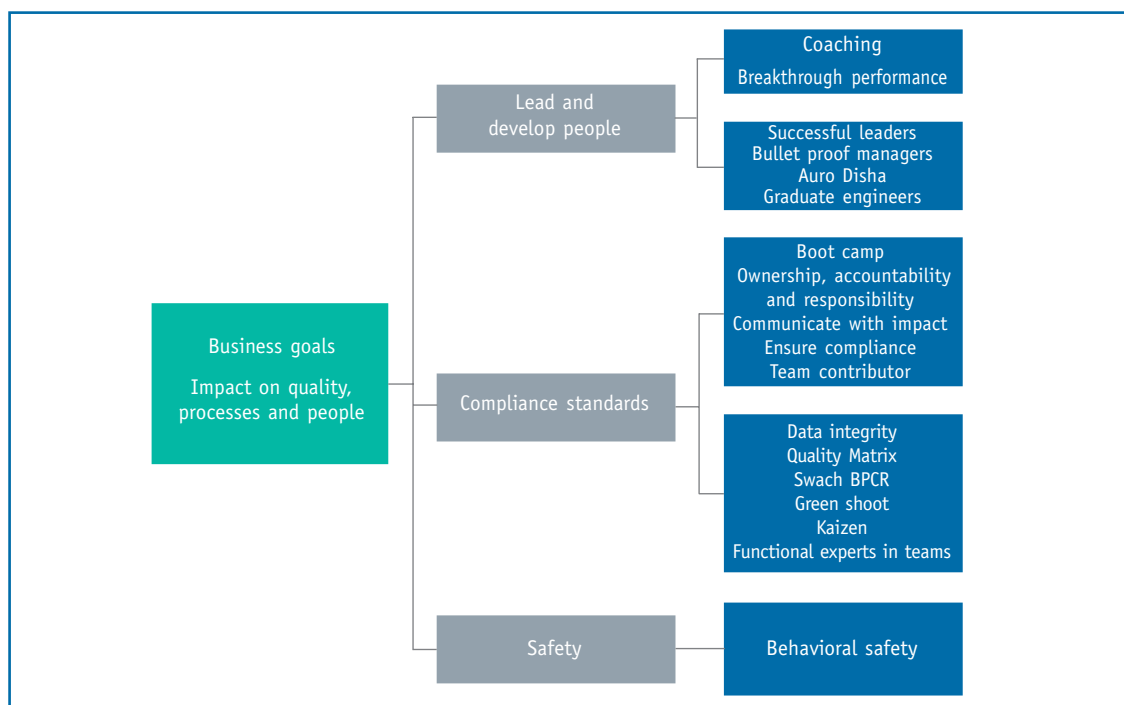 Business goals
Impact on quality,
processes and people
Lead and
develop people
Coaching
Breakthrough performance
Successful leaders
Bullet proof managers
Auro Disha
Graduate engineers
Compliance standards
Boot camp
Ownership, accountability
and responsibility
Communicate with impact
Ensure compliance
Team contributor
Data integrity
Quality Matrix
Swach BPCR
Green shoot
Kaizen
Functional experts in teams
Safety
Behavioral safety